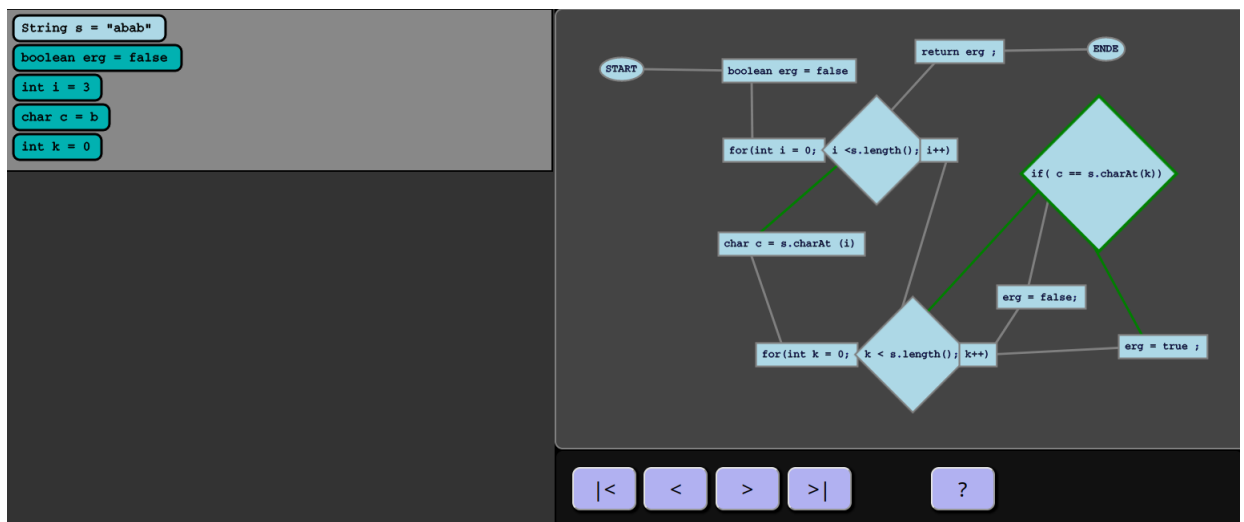 String s = "abab"
boolean erg = false
int i = 3
char c = b
int k = 0
START
boolean erg = false
return erg ;
ENDE
for(int i = 0; i <s.length(); i++)
if( c == s.charAt(k))
char c = s.charAt (i)
erg = false;
for(int k = 0; k < s.length(); k++)
erg = true ;
|< < > >| ?